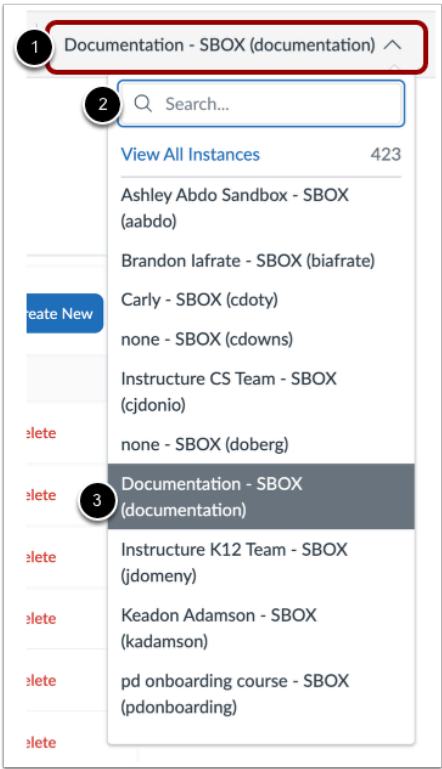 1 Documentation - SBOX (documentation)
2 Search...
View All Instances 423
Ashley Abdo Sandbox - SBOX
(aabdo)
Brandon Iafrate - SBOX (biafrate)
Carly - SBOX (cdoty)
reate New
none - SBOX (cdowns)
Instructure CS Team - SBOX
(cjdonio)
elete
none - SBOX (doberg)
3 Documentation - SBOX
(documentation)
elete
Instructure K12 Team - SBOX
(jdomeny)
elete
Keadon Adamson - SBOX
(kadamson)
elete
pd onboarding course - SBOX
(pdonboarding)
elete
elete